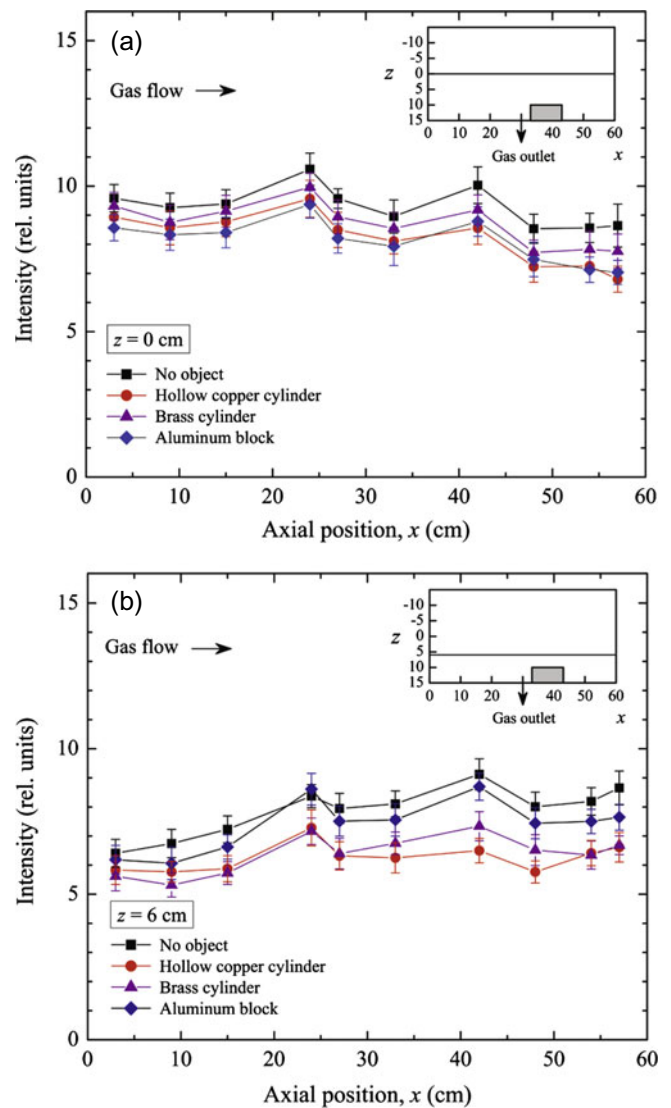 (a)
15
10
5
0
Intensity (rel. units)
Gas flow
z
-10
-5
0
5
10
15
0 20 40 60
Gas outlet x
z = 0 cm
No object
Hollow copper cylinder
Brass cylinder
Aluminum block
0 10 20 30 40 50 60
Axial position, x (cm)
(b)
15
10
5
0
Intensity (rel. units)
Gas flow
z
-10
-5
0
5
10
15
0 10 20 30 40 50 60
Gas outlet x
z = 6 cm
No object
Hollow copper cylinder
Brass cylinder
Aluminum block
0 10 20 30 40 50 60
Axial position, x (cm)